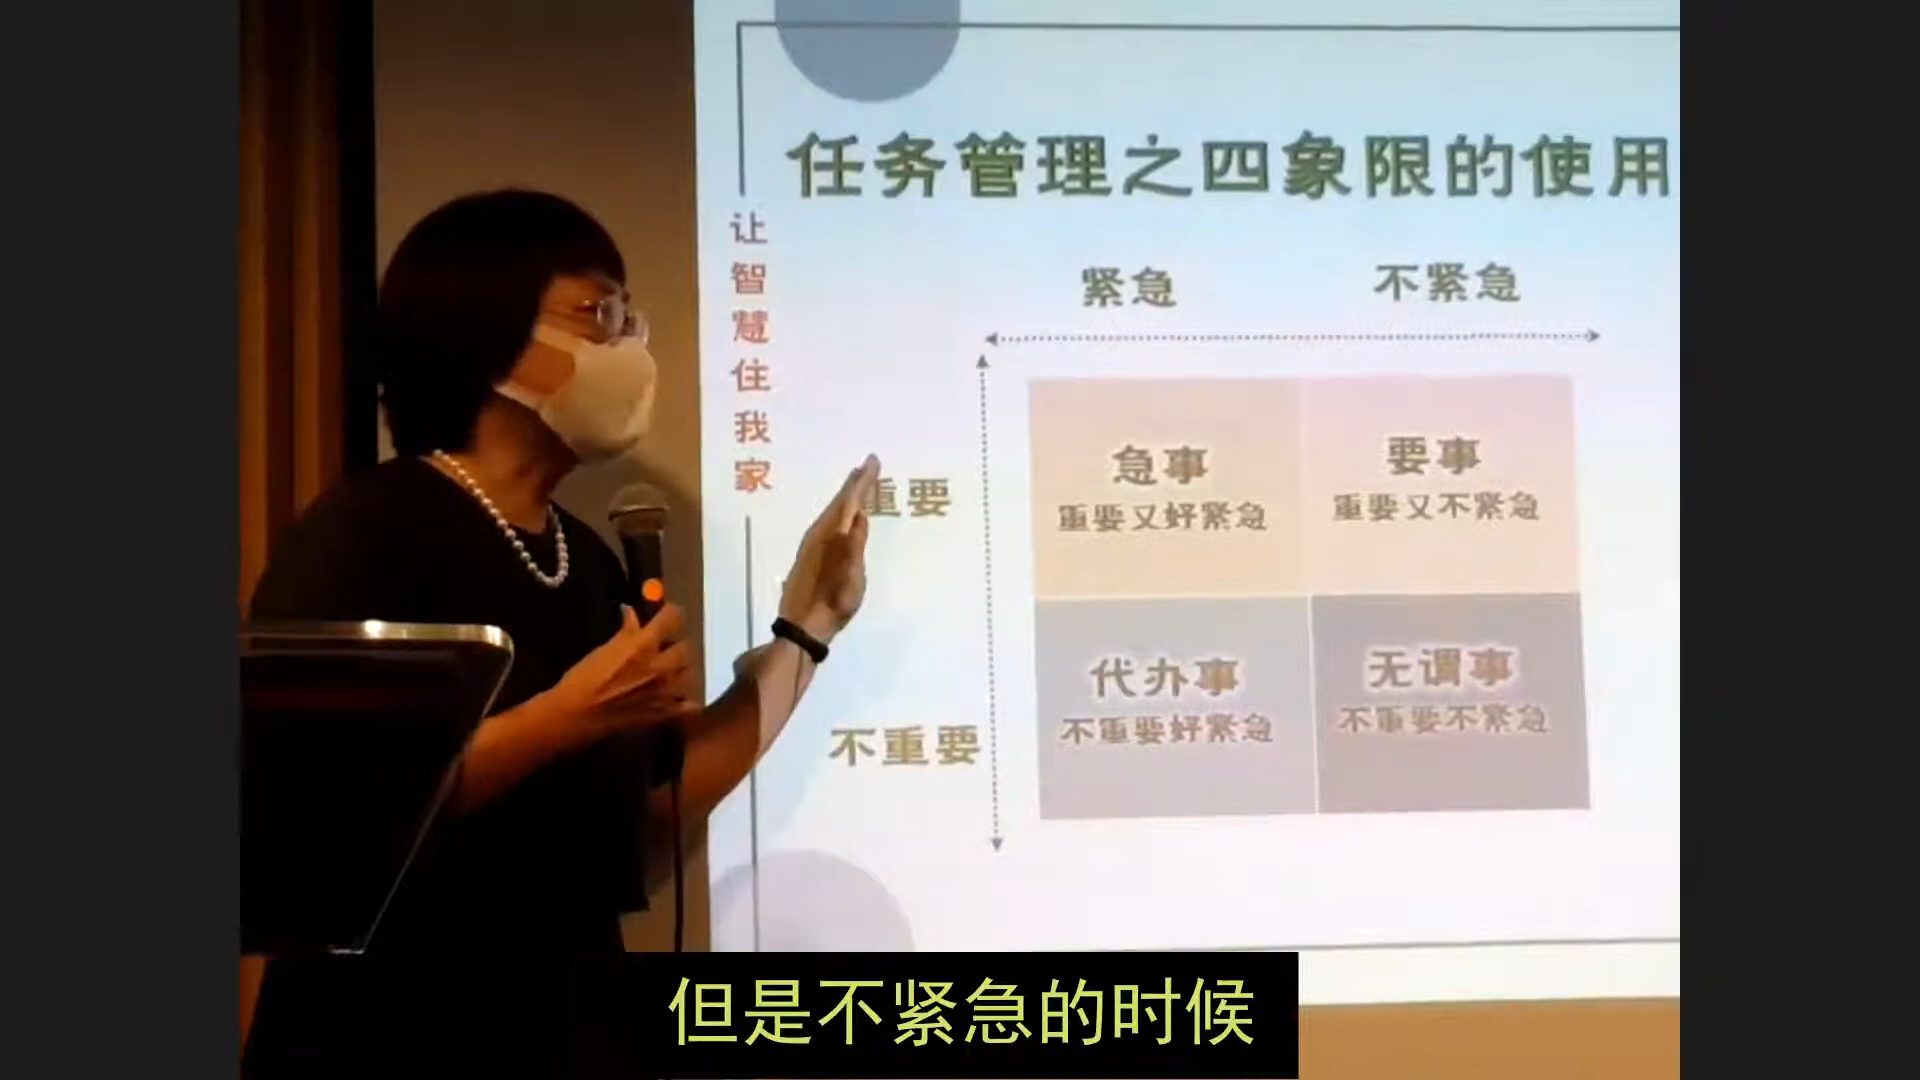 任务管理之四象限的使用
让智慧住我家
紧急
不紧急
重要
不重要
急事
重要又好紧急
要事
重要又不紧急
代办事
不重要好紧急
无谓事
不重要不紧急
但是不紧急的时候